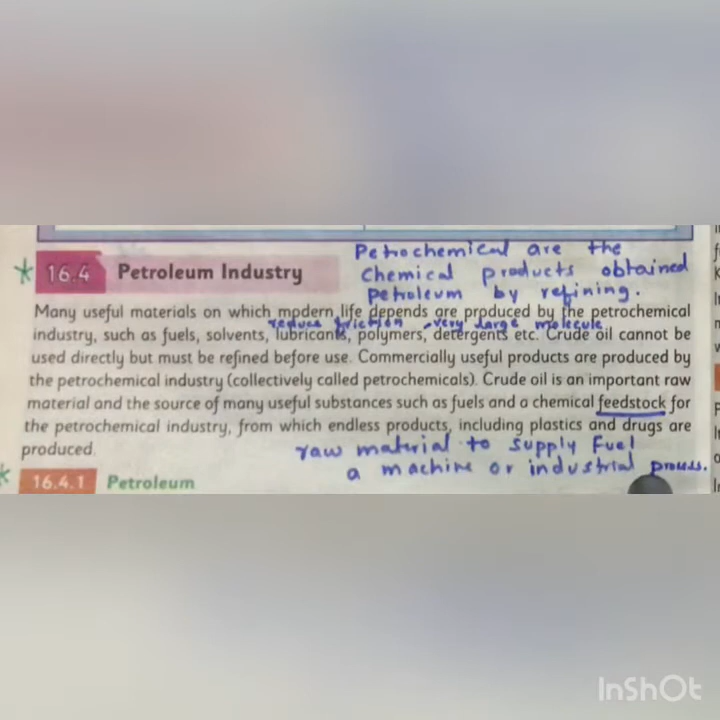 Petrochemical are the
* 16.4 Petroleum Industry
chemical products obtained
petroleum by refining.
Many useful materials on which modern life depends are produced by the petrochemical
reduce friction very large molecule
industry, such as fuels, solvents, lubricants, polymers, detergents etc. Crude oil cannot be
used directly but must be refined before use. Commercially useful products are produced by
the petrochemical industry (collectively called petrochemicals). Crude oil is an important raw
material and the source of many useful substances such as fuels and a chemical feedstock for
the petrochemical industry, from which endless products, including plastics and drugs are
produced.
raw material to supply fuel
a machine or industrial process.
* 16.4.1 Petroleum
InShOt